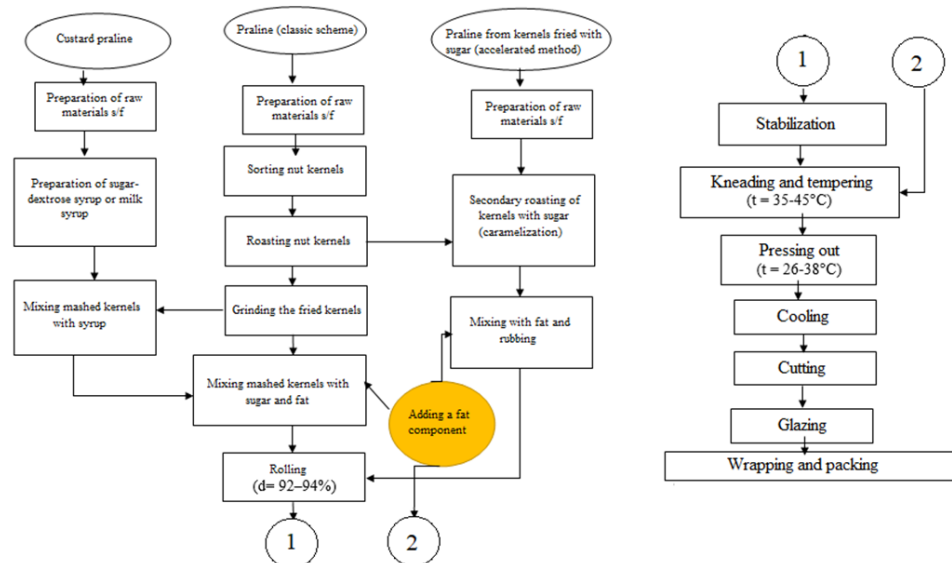 Custard praline
Preparation of raw
materials s/f
Preparation of sugar-
dextrose syrup or milk
syrup
Mixing mashed kernels
with syrup
Praline (classic scheme)
Preparation of raw
materials s/f
Sorting nut kernels
Roasting nut kernels
Grinding the fried kernels
Mixing mashed kernels with
sugar and fat
Rolling
(d= 92–94%)
1
Praline from kernels fried with
sugar (accelerated method)
Preparation of raw
materials s/f
Secondary roasting of
kernels with sugar
(caramelization)
Mixing with fat and
rubbing
Adding a fat
component
2
1
2
Stabilization
Kneading and tempering
(t = 35-45°C)
Pressing out
(t = 26-38°C)
Cooling
Cutting
Glazing
Wrapping and packing